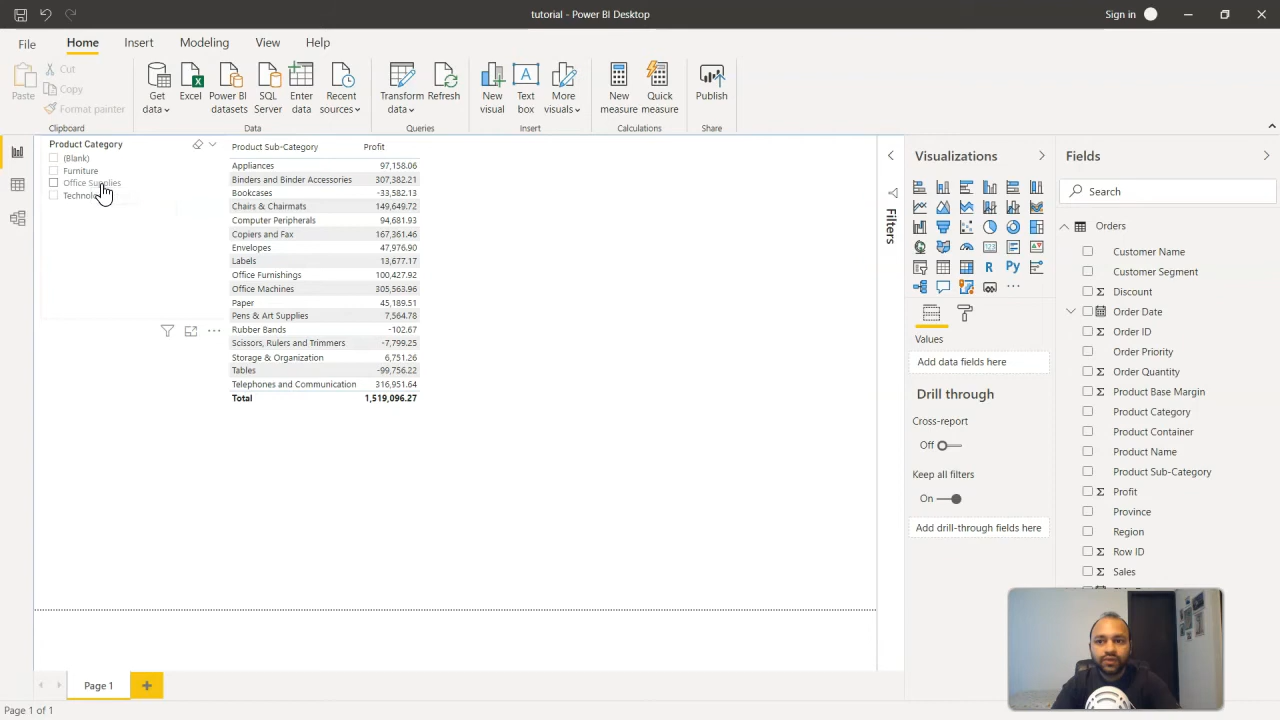 tutorial - Power BI Desktop
Sign in
File
Home
Insert
Modeling
View
Help
Paste
Cut
Copy
Format painter
Clipboard
Get data
Excel
Power BI datasets
SQL Server
Enter data
Recent sources
Data
Transform data
Refresh
Queries
New visual
Text box
More visuals
Insert
New measure
Quick measure
Calculations
Publish
Share
Product Category
(Blank)
Furniture
Office Supplies
Product Sub-Category Profit
Appliances 97,158.06
Binders and Binder Accessories 307,382.21
Bookcases -33,582.13
Chairs & Chairmats 149,649.72
Computer Peripherals 94,681.93
Copiers and Fax 167,361.46
Envelopes 47,976.90
Labels 13,677.17
Office Furnishings 100,427.92
Office Machines 305,563.96
Paper 45,189.51
Pens & Art Supplies 7,564.78
Rubber Bands -102.67
Scissors, Rulers and Trimmers -7,799.25
Storage & Organization 6,751.26
Tables -99,756.22
Telephones and Communication 316,951.64
Total 1,519,096.27
Filters
Visualizations
R
Py
Values
Add data fields here
Drill through
Cross-report
Off
Keep all filters
On
Add drill-through fields here
Fields
Search
Orders
Customer Name
Customer Segment
Σ Discount
Order Date
Σ Order ID
Order Priority
Σ Order Quantity
Σ Product Base Margin
Product Category
Product Container
Product Name
Product Sub-Category
Σ Profit
Province
Region
Σ Row ID
Σ Sales
Page 1
Page 1 of 1